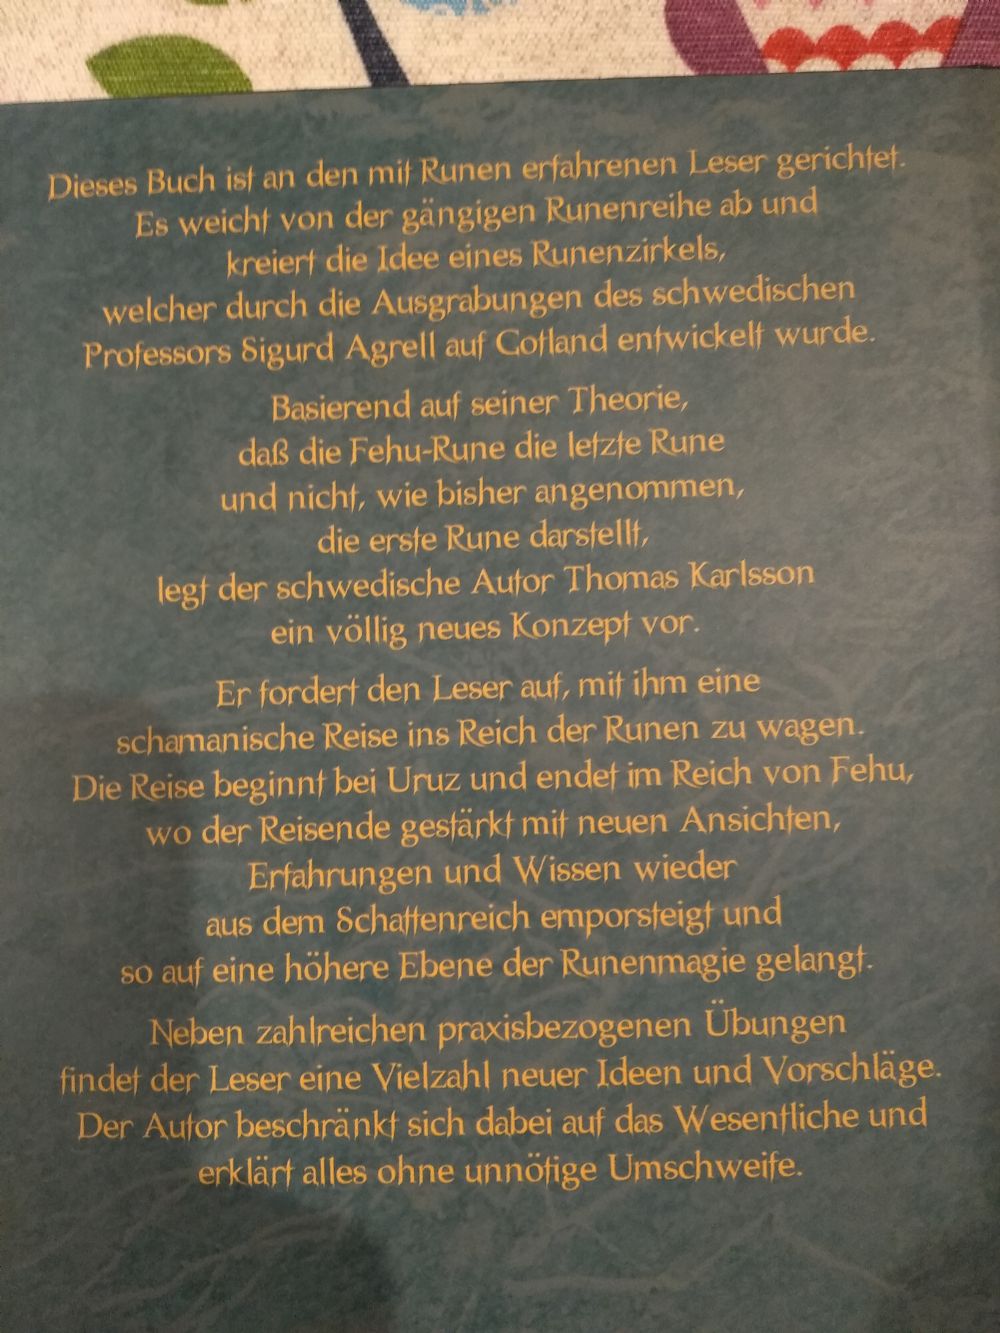 Dieses Buch ist an den mit Runen erfahrenen Leser gerichtet.
Es weicht von der gängigen Runenreihe ab und
kreiert die Idee eines Runenzirkels,
welcher durch die Ausgrabungen des schwedischen
Professors Sigurd Agrell auf Gotland entwickelt wurde.
Basierend auf seiner Theorie,
daß die Fehu-Rune die letzte Rune
und nicht, wie bisher angenommen,
die erste Rune darstellt,
legt der schwedische Autor Thomas Karlsson
ein völlig neues Konzept vor.
Er fordert den Leser auf, mit ihm eine
schamanische Reise ins Reich der Runen zu wagen.
Die Reise beginnt bei Uruz und endet im Reich von Fehu,
wo der Reisende gestärkt mit neuen Ansichten,
Erfahrungen und Wissen wieder
aus dem Schattenreich emporsteigt und
so auf eine höhere Ebene der Runenmagie gelangt.
Neben zahlreichen praxisbezogenen Übungen
findet der Leser eine Vielzahl neuer Ideen und Vorschläge.
Der Autor beschränkt sich dabei auf das Wesentliche und
erklärt alles ohne unnötige Umschweife.